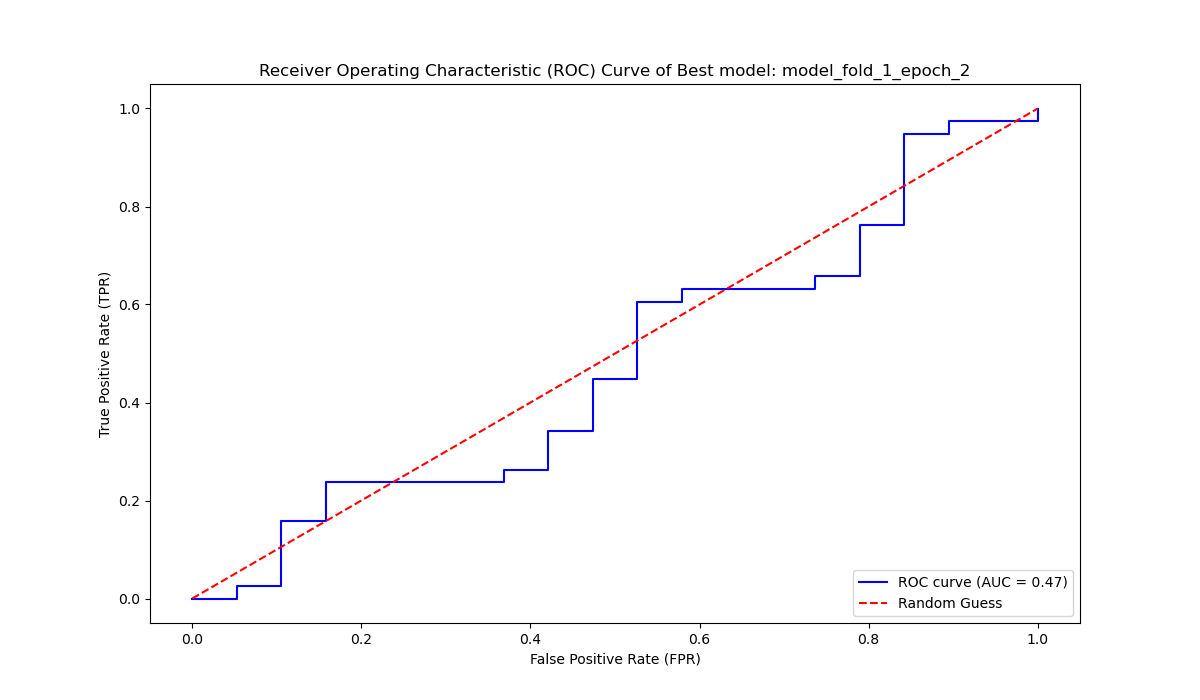 Receiver Operating Characteristic (ROC) Curve of Best model: model_fold_1_epoch_2
True Positive Rate (TPR)
1.0
0.8
0.6
0.4
0.2
0.0
ROC curve (AUC = 0.47)
Random Guess
0.0 0.2 0.4 0.6 0.8 1.0
False Positive Rate (FPR)